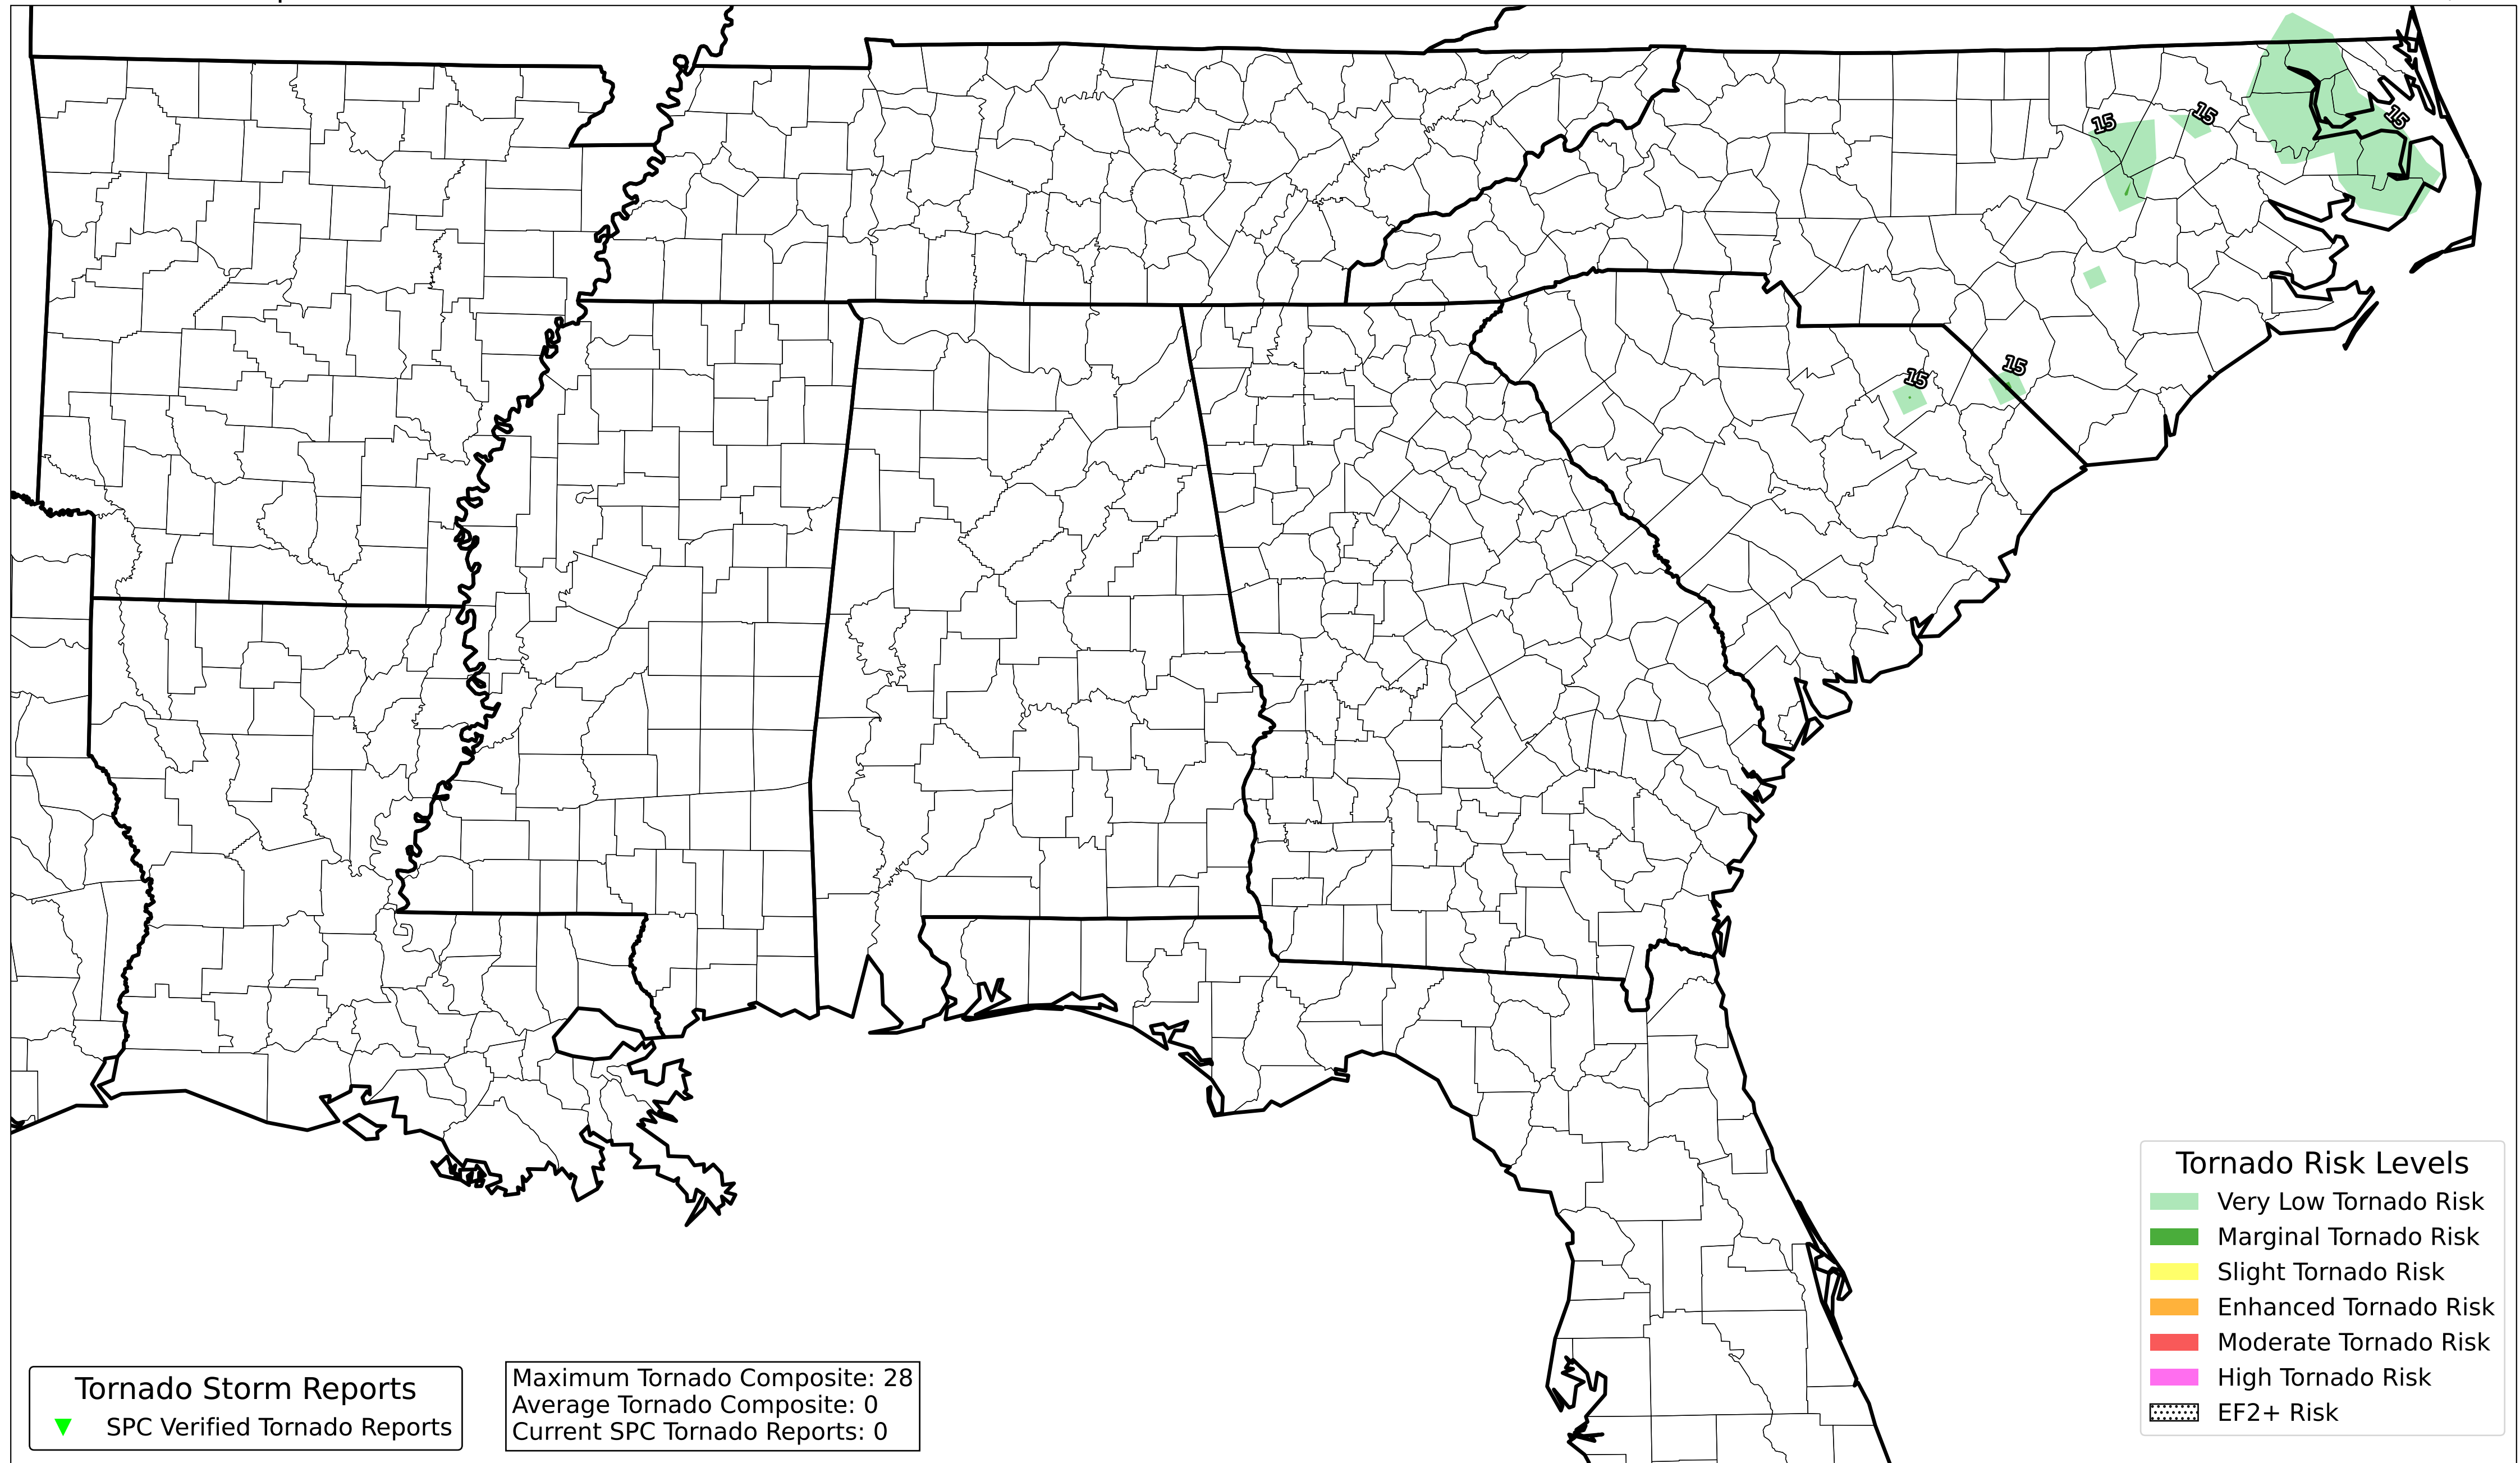 15
15
15
15
15
Tornado Risk Levels
Very Low Tornado Risk
Marginal Tornado Risk
Slight Tornado Risk
Enhanced Tornado Risk
Moderate Tornado Risk
High Tornado Risk
EF2+ Risk
Tornado Storm Reports
SPC Verified Tornado Reports
Maximum Tornado Composite: 28
Average Tornado Composite: 0
Current SPC Tornado Reports: 0